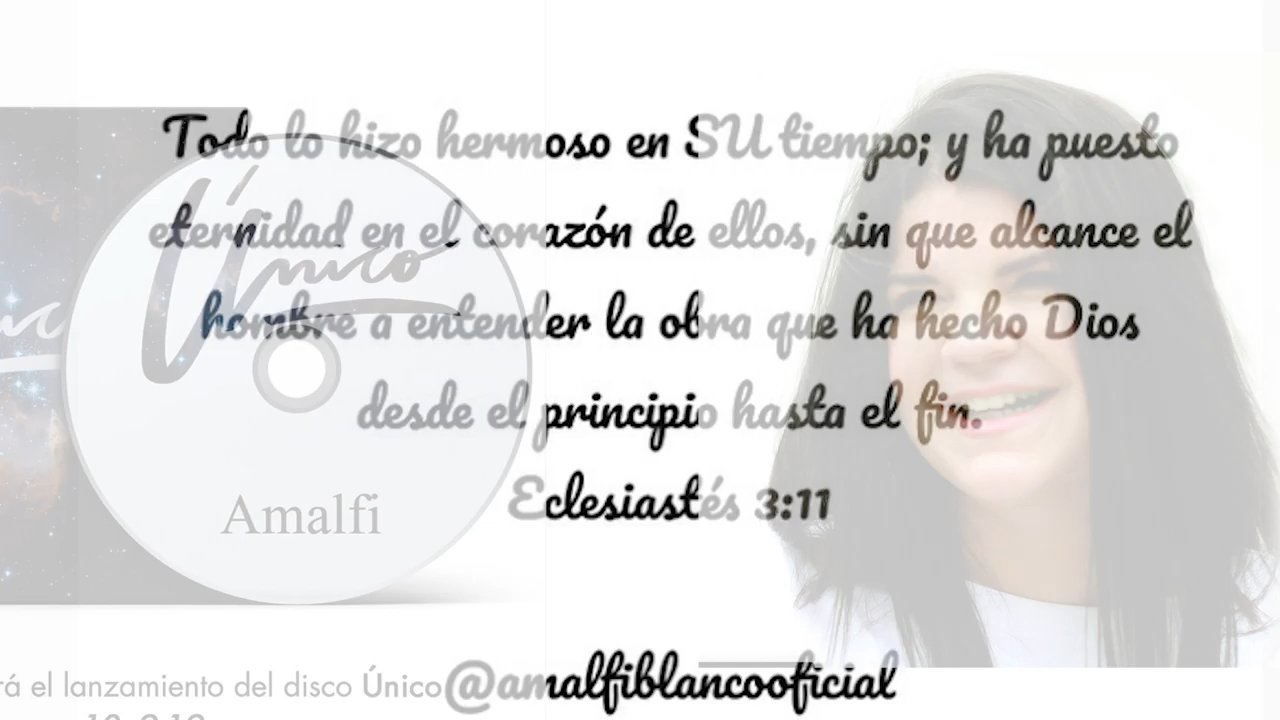 Todo lo hizo hermoso en SU tiempo; y ha puesto
eternidad en el corazón de ellos, sin que alcance el
hombre a entender la obra que ha hecho Dios
desde el principio hasta el fin.
Eclesiastés 3:11
@amalfiblancooficial
Único
Amalfi
el lanzamiento del disco Único